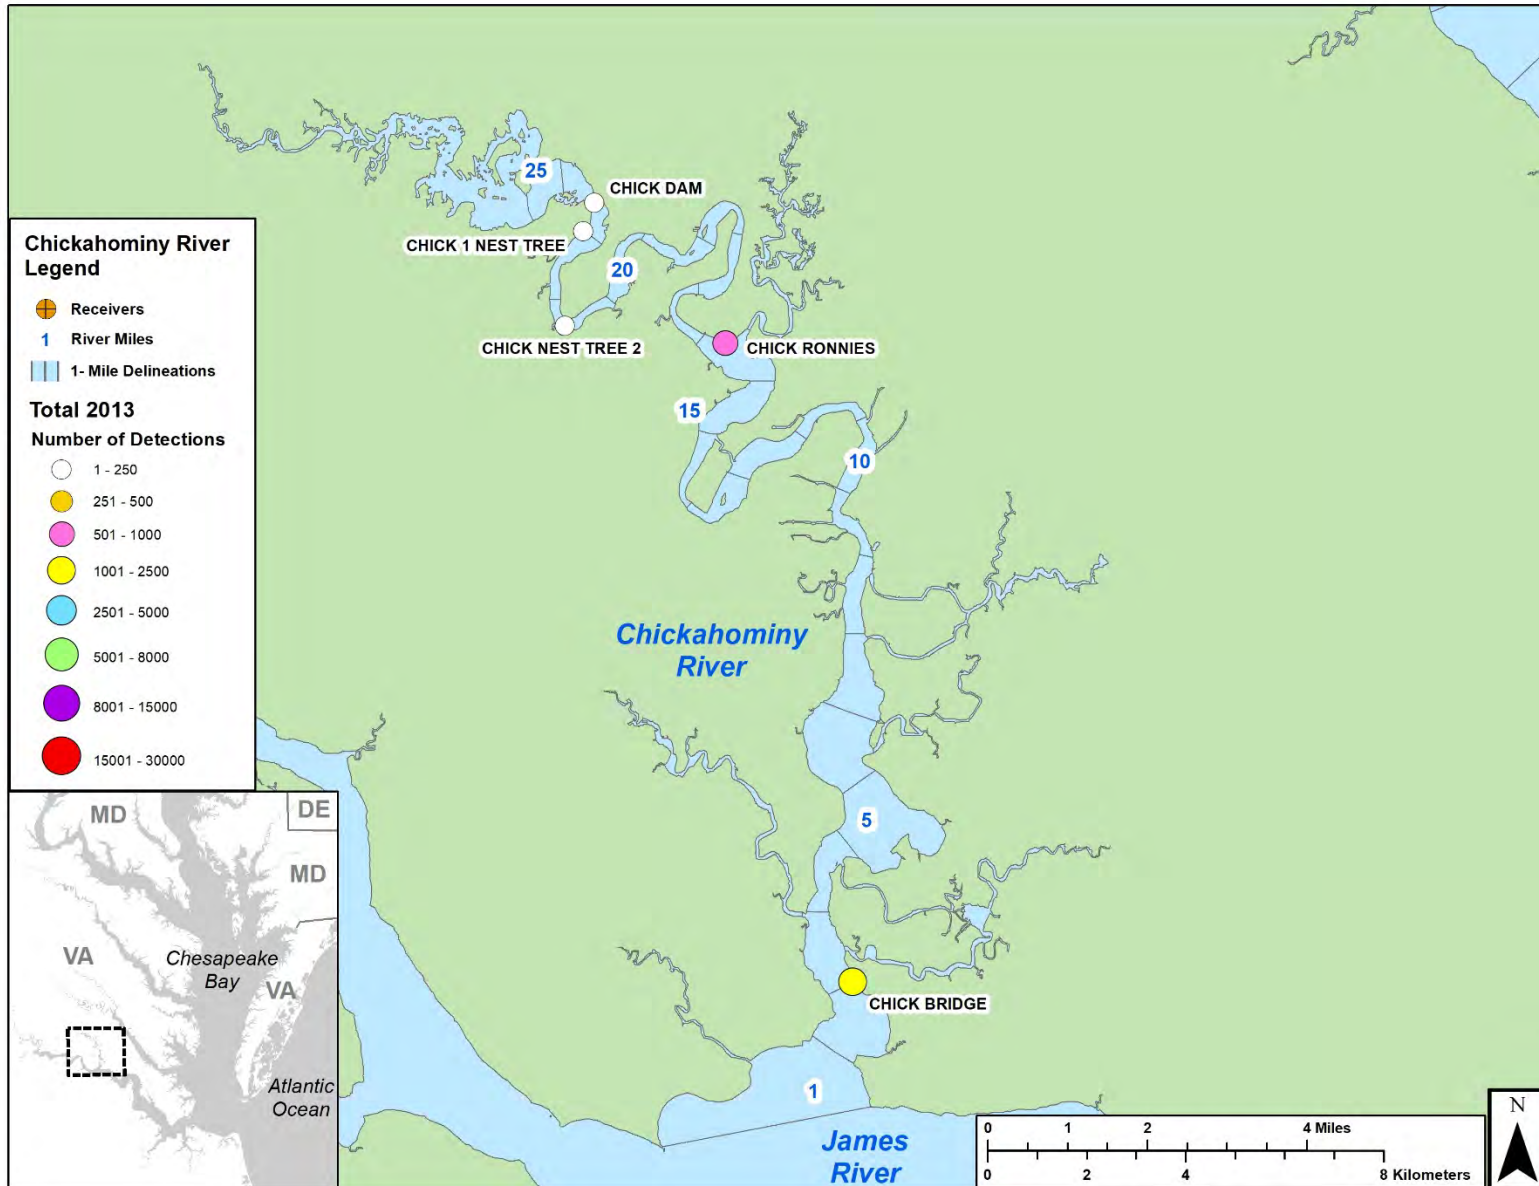 25
CHICK DAM
CHICK 1 NEST TREE
20
CHICK NEST TREE 2
CHICK RONNIES
15
10
Chickahominy
River
5
CHICK BRIDGE
1
James
River
Chickahominy River
Legend
Receivers
1 River Miles
1- Mile Delineations
Total 2013
Number of Detections
1 - 250
251 - 500
501 - 1000
1001 - 2500
2501 - 5000
5001 - 8000
8001 - 15000
15001 - 30000
MD
DE
MD
VA
Chesapeake
Bay
VA
Atlantic
Ocean
0 1 2 4 Miles
0 2 4 8 Kilometers
N